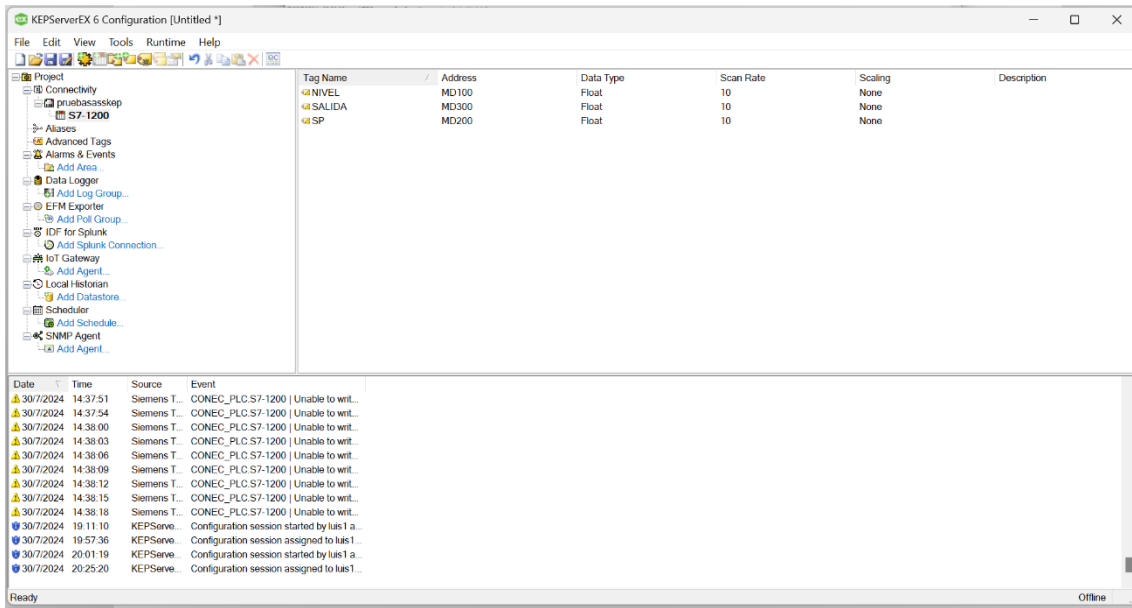 KEPServerEX 6 Configuration [Untitled *]
File Edit View Tools Runtime Help
Project
Connectivity
pruebasasskep
S7-1200
Aliases
Advanced Tags
Alarms & Events
Add Area...
Data Logger
Add Log Group...
EFM Exporter
Add Poll Group...
IDF for Splunk
Add Splunk Connection...
IoT Gateway
Add Agent...
Local Historian
Add Datastore...
Scheduler
Add Schedule...
SNMP Agent
Add Agent...
Tag Name Address Data Type Scan Rate Scaling Description
NIVEL MD100 Float 10 None
SALIDA MD300 Float 10 None
SP MD200 Float 10 None
Date Time Source Event
30/7/2024 14:37:51 Siemens T... CONEC_PLC.S7-1200 | Unable to writ...
30/7/2024 14:37:54 Siemens T... CONEC_PLC.S7-1200 | Unable to writ...
30/7/2024 14:38:00 Siemens T... CONEC_PLC.S7-1200 | Unable to writ...
30/7/2024 14:38:03 Siemens T... CONEC_PLC.S7-1200 | Unable to writ...
30/7/2024 14:38:06 Siemens T... CONEC_PLC.S7-1200 | Unable to writ...
30/7/2024 14:38:09 Siemens T... CONEC_PLC.S7-1200 | Unable to writ...
30/7/2024 14:38:12 Siemens T... CONEC_PLC.S7-1200 | Unable to writ...
30/7/2024 14:38:15 Siemens T... CONEC_PLC.S7-1200 | Unable to writ...
30/7/2024 14:38:18 Siemens T... CONEC_PLC.S7-1200 | Unable to writ...
30/7/2024 19:11:10 KEPServe... Configuration session started by luis1 a...
30/7/2024 19:57:36 KEPServe... Configuration session assigned to luis1...
30/7/2024 20:01:19 KEPServe... Configuration session started by luis1 a...
30/7/2024 20:25:20 KEPServe... Configuration session assigned to luis1...
Ready Offline